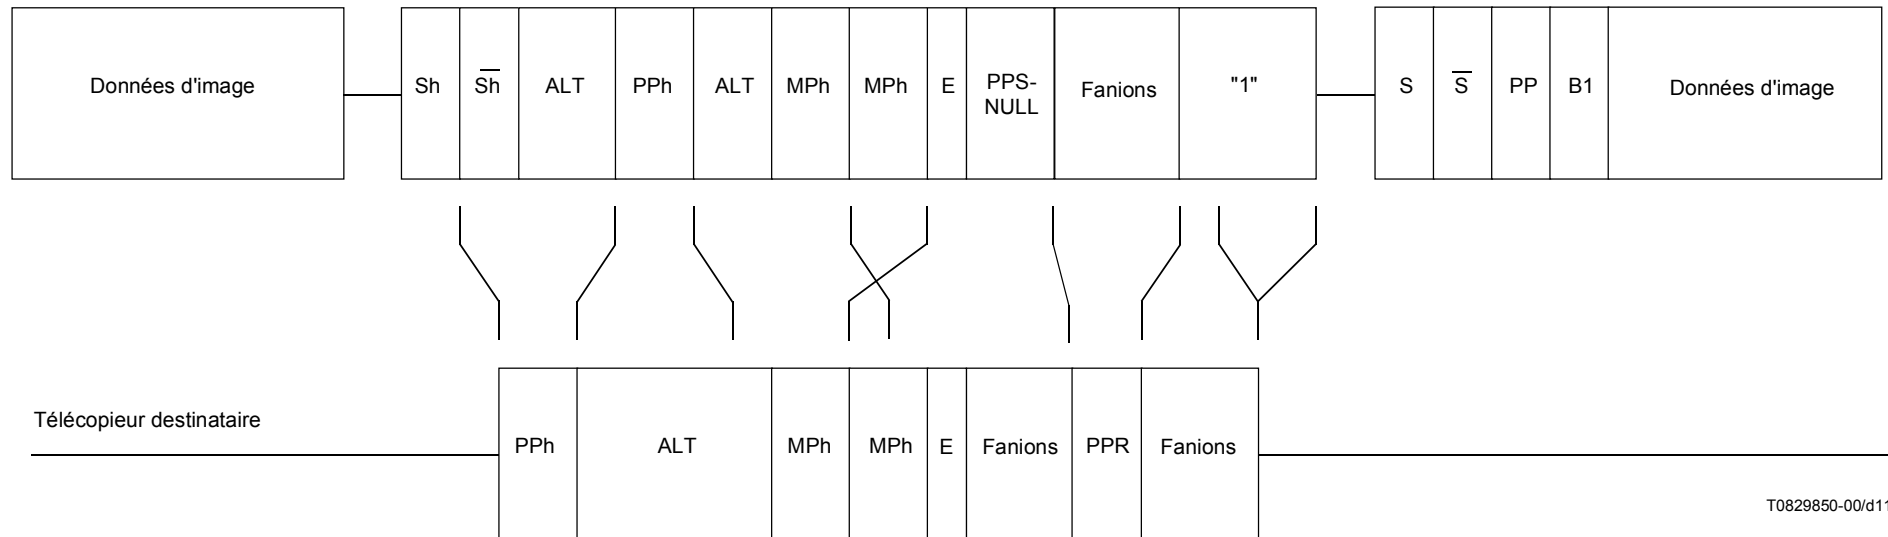 Données d'image
Sh
S̅h̅
ALT
PPh
ALT
MPh
MPh
E
PPS-
NULL
Fanions
"1"
S
S̅
PP
B1
Données d'image
Télécopieur destinataire
PPh
ALT
MPh
MPh
E
Fanions
PPR
Fanions
T0829850-00/d11